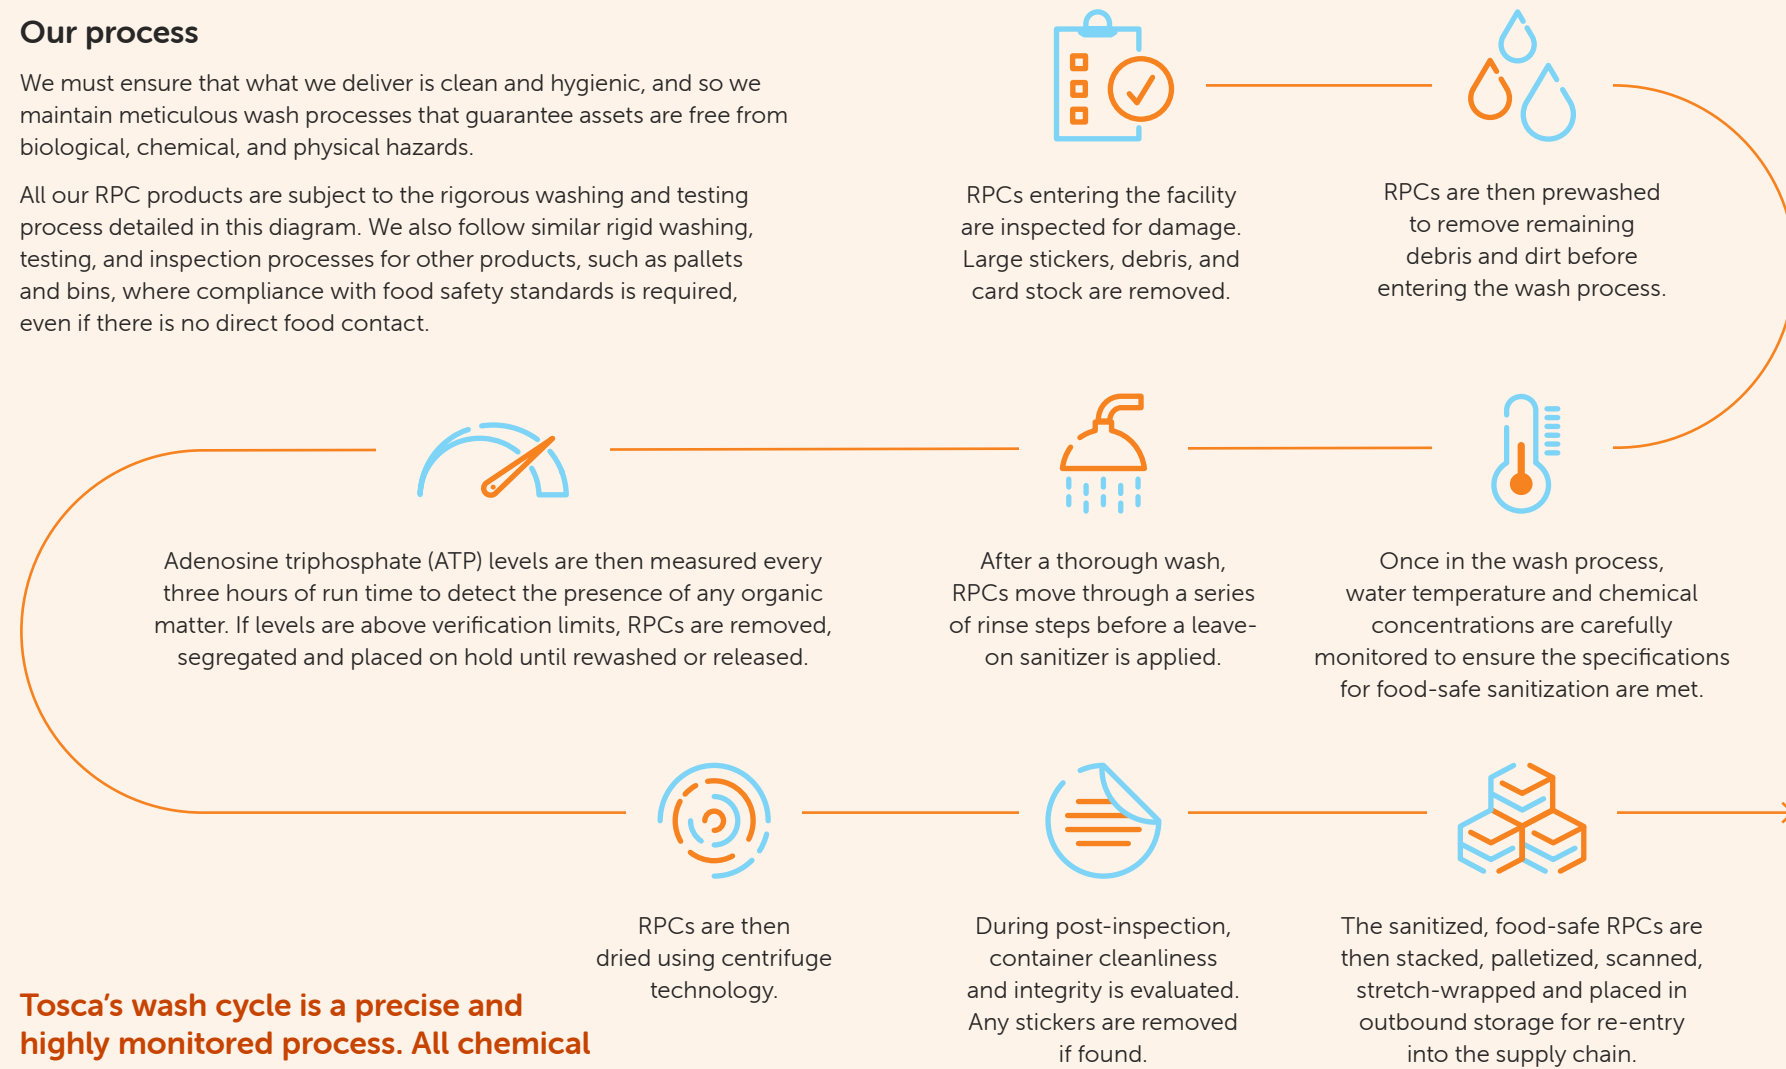 Our process
We must ensure that what we deliver is clean and hygienic, and so we
maintain meticulous wash processes that guarantee assets are free from
biological, chemical, and physical hazards.
All our RPC products are subject to the rigorous washing and testing
process detailed in this diagram. We also follow similar rigid washing,
testing, and inspection processes for other products, such as pallets
and bins, where compliance with food safety standards is required,
even if there is no direct food contact.
RPCs entering the facility
are inspected for damage.
Large stickers, debris, and
card stock are removed.
RPCs are then prewashed
to remove remaining
debris and dirt before
entering the wash process.
Once in the wash process,
water temperature and chemical
concentrations are carefully
monitored to ensure the specifications
for food-safe sanitization are met.
After a thorough wash,
RPCs move through a series
of rinse steps before a leave-
on sanitizer is applied.
Adenosine triphosphate (ATP) levels are then measured every
three hours of run time to detect the presence of any organic
matter. If levels are above verification limits, RPCs are removed,
segregated and placed on hold until rewashed or released.
RPCs are then
dried using centrifuge
technology.
During post-inspection,
container cleanliness
and integrity is evaluated.
Any stickers are removed
if found.
The sanitized, food-safe RPCs are
then stacked, palletized, scanned,
stretch-wrapped and placed in
outbound storage for re-entry
into the supply chain.
Tosca's wash cycle is a precise and
highly monitored process. All chemical